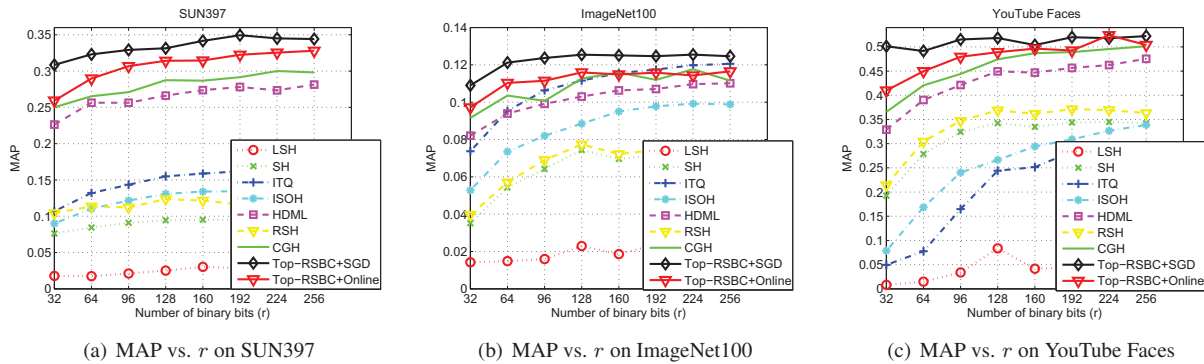 SUN397
MAP
0.35
0.3
0.25
0.2
0.15
0.1
0.05
0
32 64 96 128 160 192 224 256
Number of binary bits (r)
LSH
SH
ITQ
ISOH
HDML
RSH
CGH
Top−RSBC+SGD
Top−RSBC+Online
(a) MAP vs. r on SUN397
ImageNet100
MAP
0.14
0.12
0.1
0.08
0.06
0.04
0.02
0
32 64 96 128 160 192 224 256
Number of binary bits (r)
LSH
SH
ITQ
ISOH
HDML
RSH
CGH
Top−RSBC+SGD
Top−RSBC+Online
(b) MAP vs. r on ImageNet100
YouTube Faces
MAP
0.5
0.45
0.4
0.35
0.3
0.25
0.2
0.15
0.1
0.05
0
32 64 96 128 160 192 224 256
Number of binary bits (r)
LSH
SH
ITQ
ISOH
HDML
RSH
CGH
Top−RSBC+SGD
Top−RSBC+Online
(c) MAP vs. r on YouTube Faces